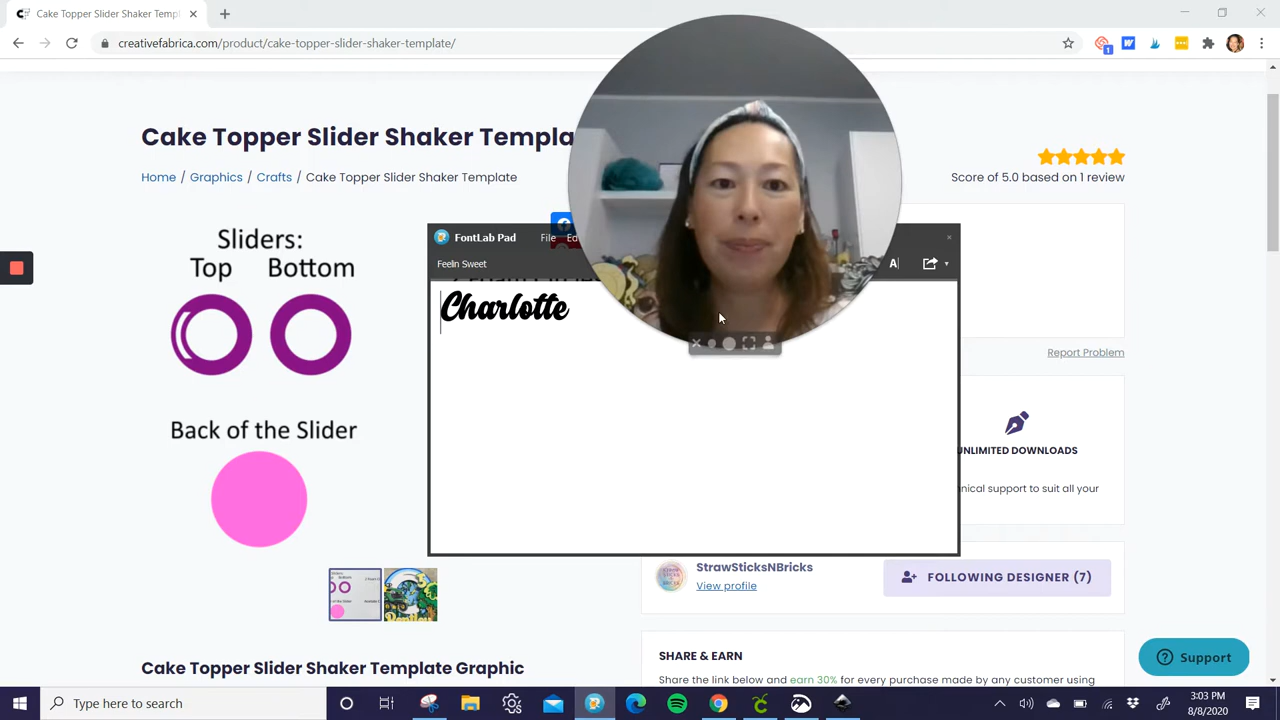 Cake Topper Slider Shaker Templ
creativefabrica.com/product/cake-topper-slider-shaker-template/
1
Cake Topper Slider Shaker Templa
Home / Graphics / Crafts / Cake Topper Slider Shaker Template
Score of 5.0 based on 1 review
Sliders:
Top Bottom
Back of the Slider
FontLab Pad File Ed
Feelin Sweet
A
Charlotte
Report Problem
UNLIMITED DOWNLOADS
nical support to suit all your
StrawSticksNBricks
View profile
FOLLOWING DESIGNER (7)
Cake Topper Slider Shaker Template Graphic
SHARE & EARN
Share the link below and earn 30% for every purchase made by any customer using
Support
Type here to search
3:03 PM
8/8/2020